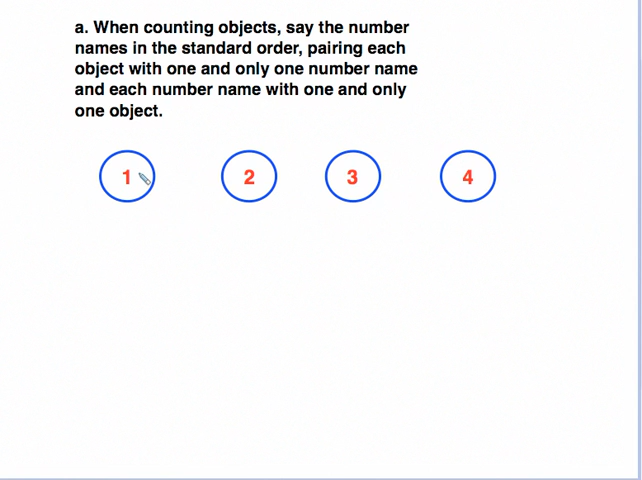 a. When counting objects, say the number
names in the standard order, pairing each
object with one and only one number name
and each number name with one and only
one object.
1 2 3 4